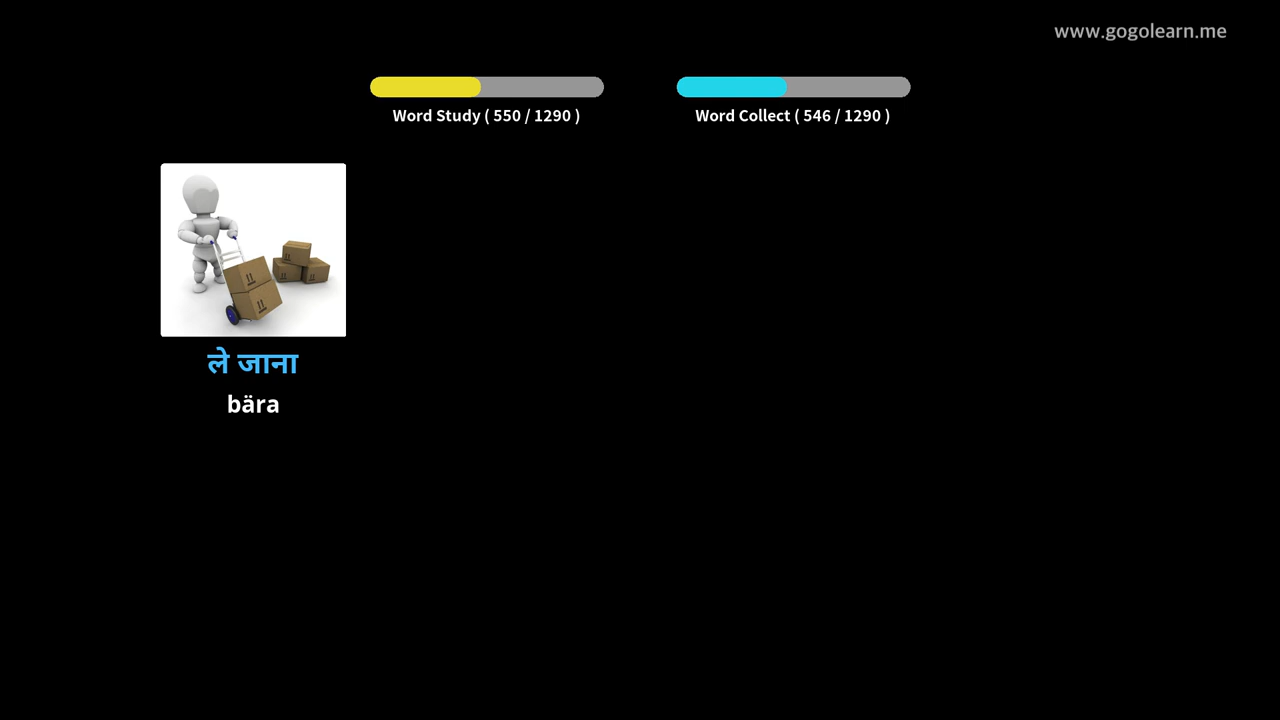 www.gogolearn.me
Word Study ( 550 / 1290 )
Word Collect ( 546 / 1290 )
ले जाना
bära